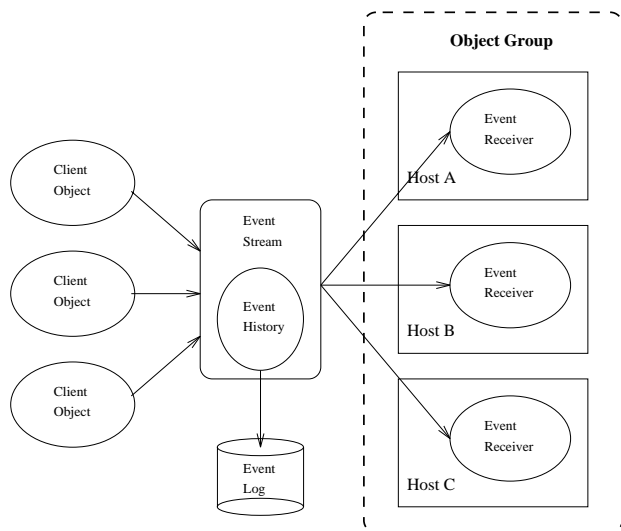 Object Group
Event
Receiver
Host A
Client
Object
Event
Stream
Event
Receiver
Host B
Client
Object
Event
History
Client
Object
Event
Receiver
Host C
Event
Log